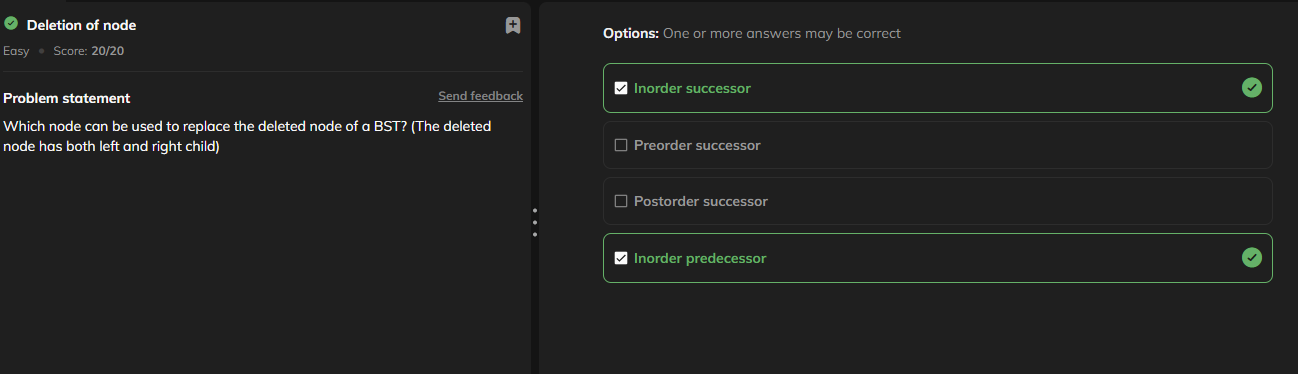 Deletion of node
Easy • Score: 20/20
Problem statement
Send feedback
Which node can be used to replace the deleted node of a BST? (The deleted
node has both left and right child)
Options: One or more answers may be correct
Inorder successor
Preorder successor
Postorder successor
Inorder predecessor